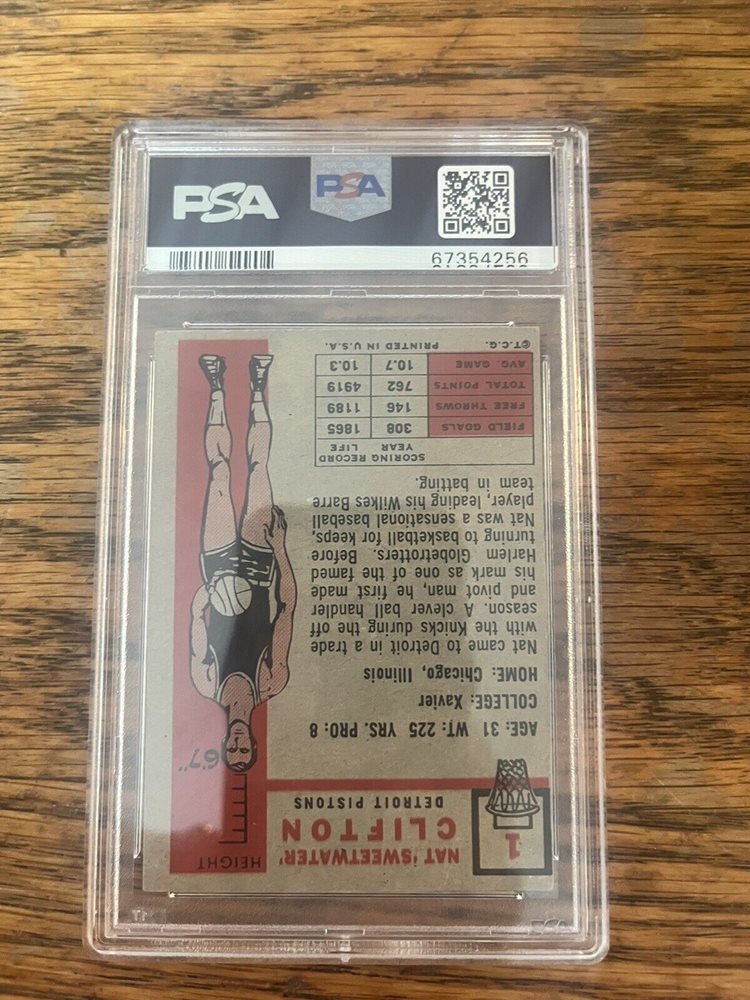 PSA
PSA
67354256
1
NAT 'SWEETWATER'
CLIFTON
DETROIT PISTONS
HEIGHT
6'7"
AGE: 31 WT: 225 YRS. PRO: 8
COLLEGE: Xavier
HOME: Chicago, Illinois
Nat came to Detroit in a trade
with the Knicks during the off
season. A clever ball handler
and pivot man, he first made
his mark as one of the famed
Harlem Globetrotters. Before
turning to basketball for keeps,
Nat was a sensational baseball
player, leading his Wilkes Barre
team in batting.
SCORING RECORD YEAR LIFE
FIELD GOALS 308 1865
FREE THROWS 146 1189
TOTAL POINTS 762 4919
AVG. GAME 10.7 10.3
©T.C.G. PRINTED IN U.S.A.